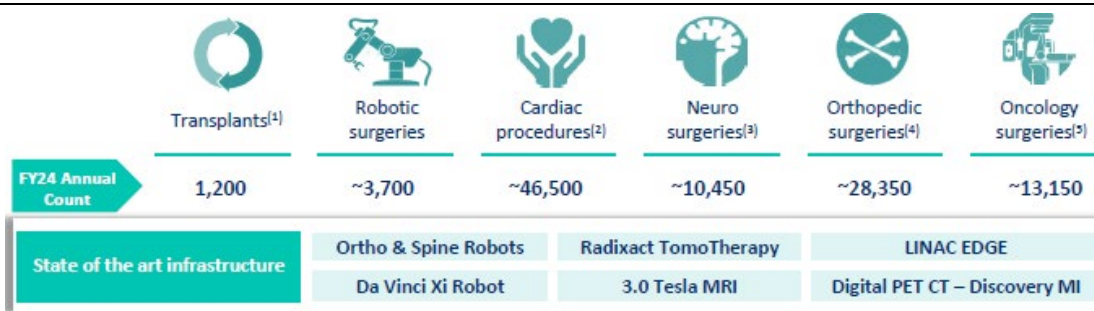 Transplants(1)
Robotic
surgeries
Cardiac
procedures(2)
Neuro
surgeries(3)
Orthopedic
surgeries(4)
Oncology
surgeries(5)
FY24 Annual
Count
1,200
~3,700
~46,500
~10,450
~28,350
~13,150
State of the art infrastructure
Ortho & Spine Robots
Radixact TomoTherapy
LINAC EDGE
Da Vinci Xi Robot
3.0 Tesla MRI
Digital PET CT – Discovery MI